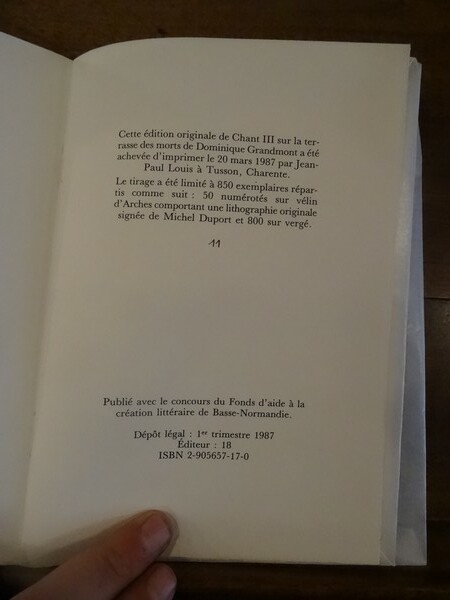 Cette édition originale de Chant III sur la ter-
rasse des morts de Dominique Grandmont a été
achevée d'imprimer le 20 mars 1987 par Jean-
Paul Louis à Tusson, Charente.
Le tirage a été limité à 850 exemplaires répar-
tis comme suit : 50 numérotés sur vélin
d'Arches comportant une lithographie originale
signée de Michel Duport et 800 sur vergé.
11
Publié avec le concours du Fonds d'aide à la
création littéraire de Basse-Normandie.
Dépôt légal : 1er trimestre 1987
Éditeur : 18
ISBN 2-905657-17-0